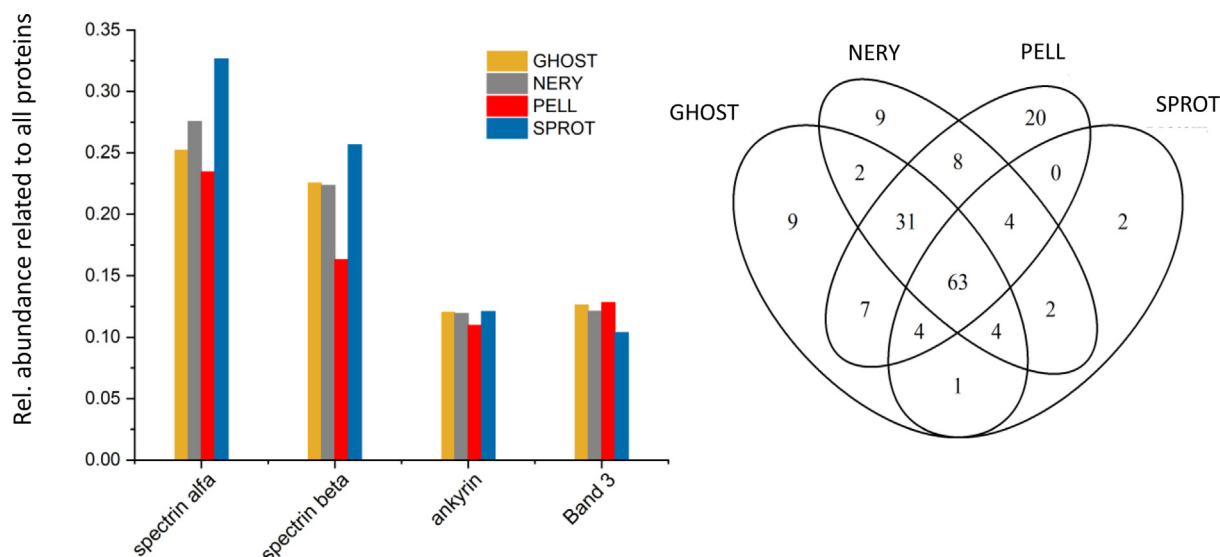 Rel. abundance related to all proteins
0.35
0.30
0.25
0.20
0.15
0.10
0.05
0.00
GHOST
NERY
PELL
SPROT
spectrin alfa
spectrin beta
ankyrin
Band 3
NERY
PELL
GHOST
SPROT
9
20
2
8
0
9
31
4
2
63
7
2
4
4
1